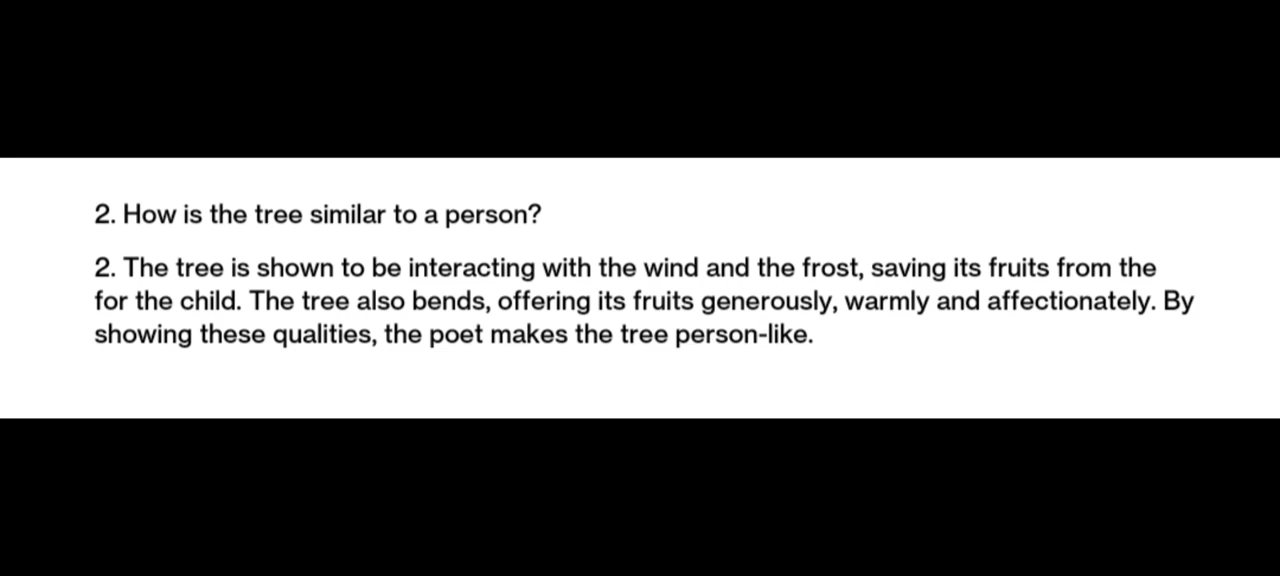 2. How is the tree similar to a person?
2. The tree is shown to be interacting with the wind and the frost, saving its fruits from the
for the child. The tree also bends, offering its fruits generously, warmly and affectionately. By
showing these qualities, the poet makes the tree person-like.